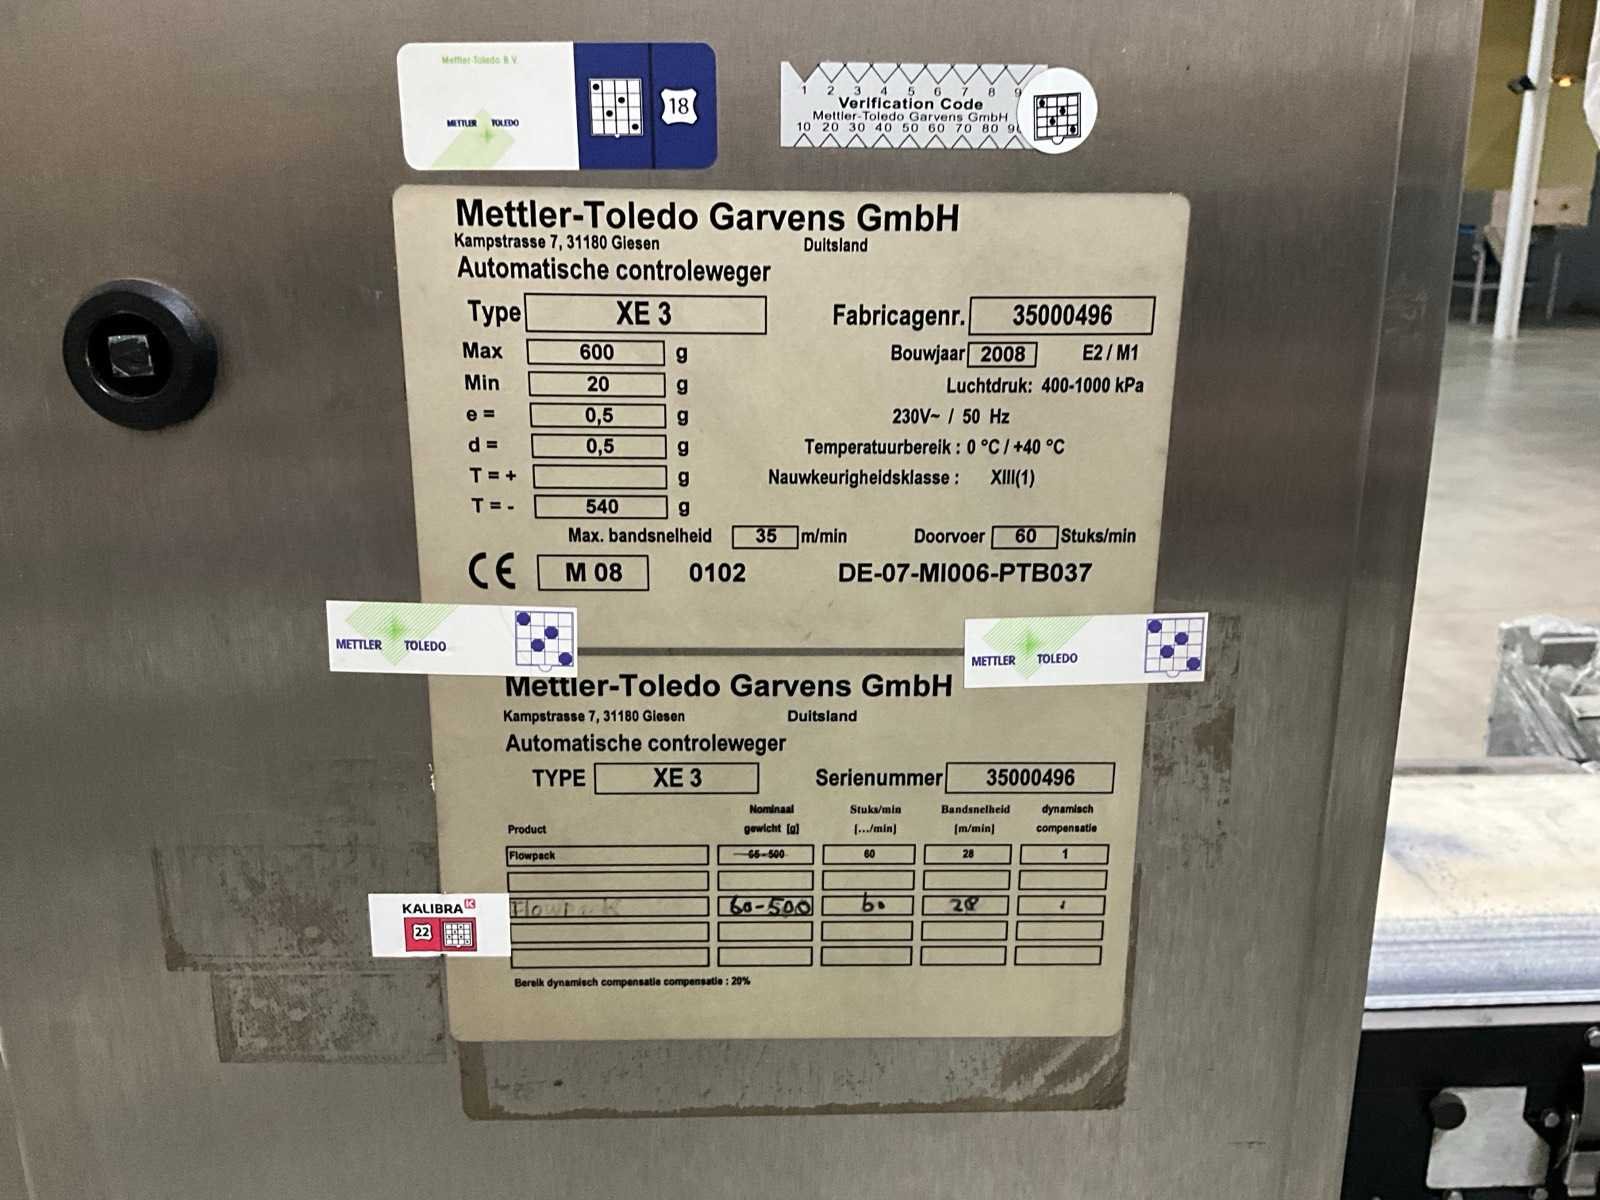 Mettler-Toledo B.V.
METTLER TOLEDO
18
1 2 3 4 5 6 7 8 9
Verification Code
Mettler-Toledo Garvens GmbH
10 20 30 40 50 60 70 80
Mettler-Toledo Garvens GmbH
Kampstrasse 7, 31180 Giesen Duitsland
Automatische controleweger
Type XE 3 Fabricagenr. 35000496
Max 600 g Bouwjaar 2008 E2 / M1
Min 20 g Luchtdruk: 400-1000 kPa
e = 0,5 g 230V~ / 50 Hz
d = 0,5 g Temperatuurbereik : 0 °C / +40 °C
T = + g Nauwkeurigheidsklasse : XIII(1)
T = - 540 g
Max. bandsnelheid 35 m/min Doorvoer 60 Stuks/min
CE M 08 0102 DE-07-MI006-PTB037
METTLER TOLEDO
METTLER TOLEDO
Mettler-Toledo Garvens GmbH
Kampstrasse 7, 31180 Giesen Duitsland
Automatische controleweger
TYPE XE 3 Serienummer 35000496
Nominaal Stuks/min Bandsnelheid dynamisch
Product gewicht [g] [.../min] [m/min] compensatie
Flowpack 65-500 60 28 1
KALIBRA
22
Flowpack 60-500 60 28 1
Bereik dynamisch compensatie compensatie : 20%